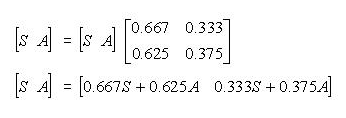 [S A] = [S A] [0.667 0.333
0.625 0.375]
[S A] = [0.667S + 0.625A 0.333S + 0.375A]